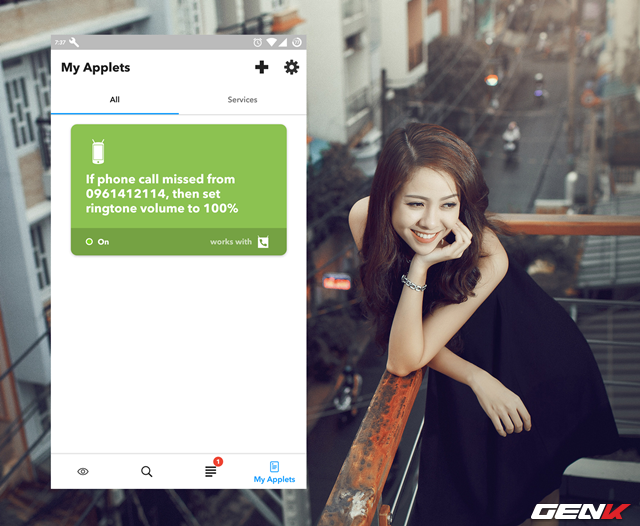 7:37
My Applets
All
Services
If phone call missed from
0961412114, then set
ringtone volume to 100%
On
works with
1
My Applets
GENK